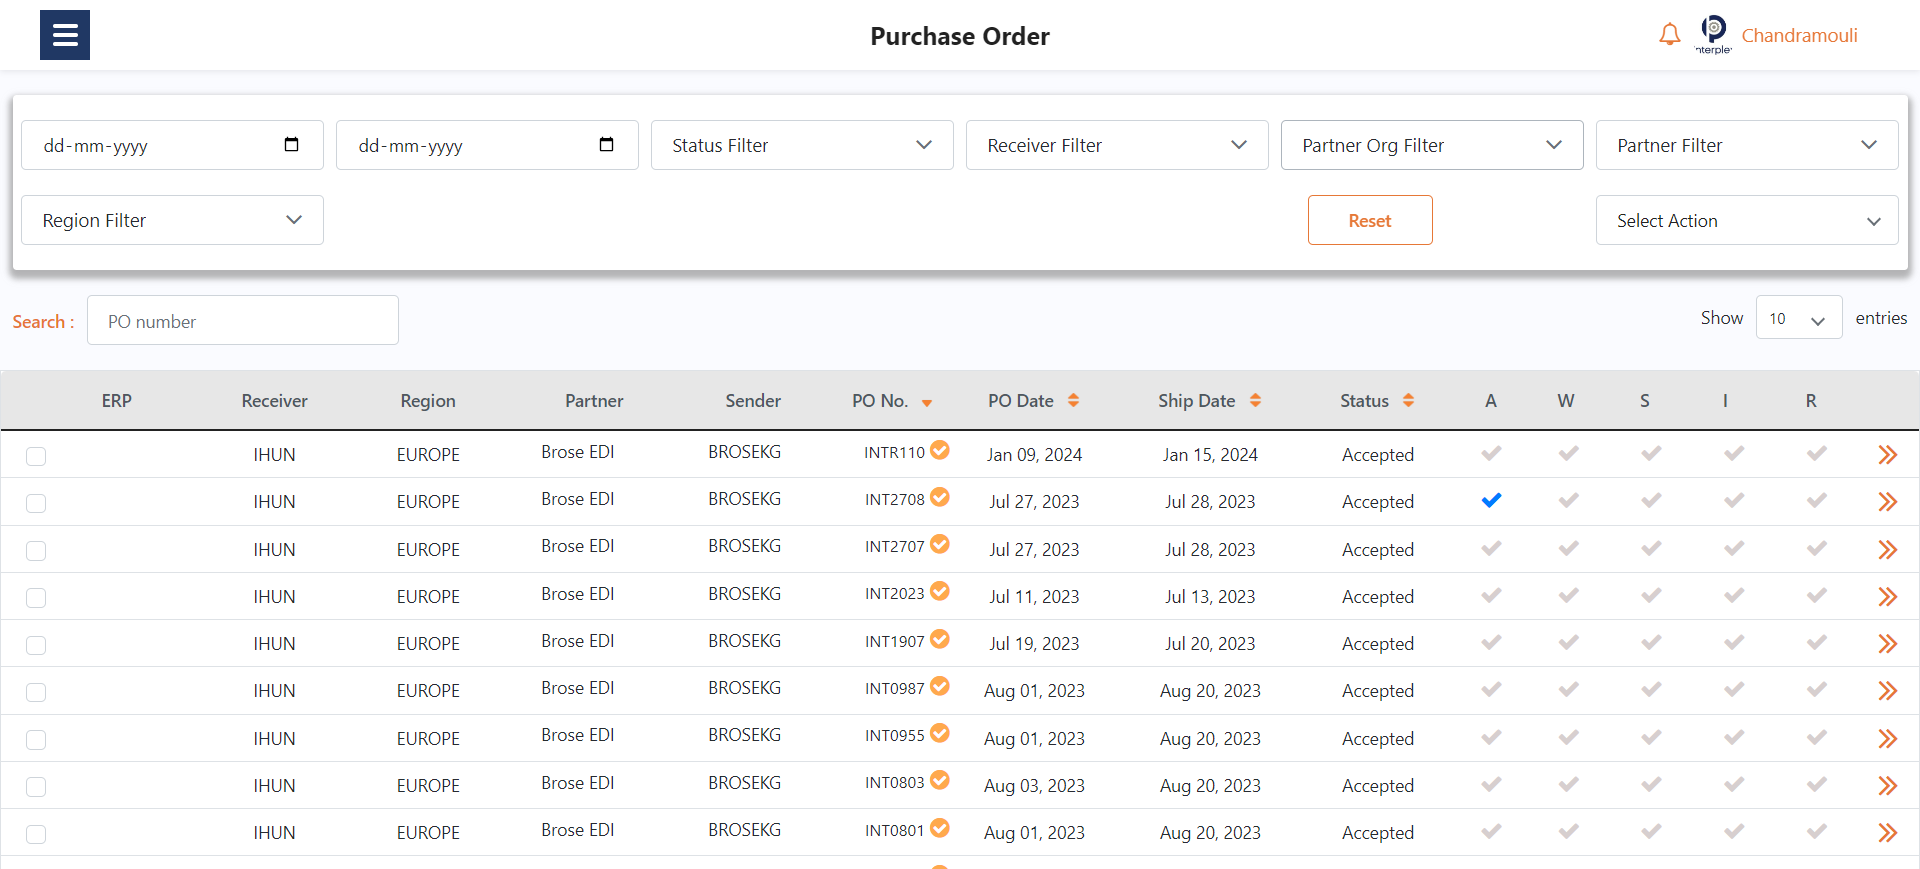 Purchase Order
Chandramouli
dd-mm-yyyy dd-mm-yyyy Status Filter Receiver Filter Partner Org Filter Partner Filter
Region Filter Reset Select Action
Search : PO number Show 10 entries
ERP Receiver Region Partner Sender PO No. PO Date Ship Date Status A W S I R
IHUN EUROPE Brose EDI BROSEKG INTR110 Jan 09, 2024 Jan 15, 2024 Accepted
IHUN EUROPE Brose EDI BROSEKG INT2708 Jul 27, 2023 Jul 28, 2023 Accepted
IHUN EUROPE Brose EDI BROSEKG INT2707 Jul 27, 2023 Jul 28, 2023 Accepted
IHUN EUROPE Brose EDI BROSEKG INT2023 Jul 11, 2023 Jul 13, 2023 Accepted
IHUN EUROPE Brose EDI BROSEKG INT1907 Jul 19, 2023 Jul 20, 2023 Accepted
IHUN EUROPE Brose EDI BROSEKG INT0987 Aug 01, 2023 Aug 20, 2023 Accepted
IHUN EUROPE Brose EDI BROSEKG INT0955 Aug 01, 2023 Aug 20, 2023 Accepted
IHUN EUROPE Brose EDI BROSEKG INT0803 Aug 03, 2023 Aug 20, 2023 Accepted
IHUN EUROPE Brose EDI BROSEKG INT0801 Aug 01, 2023 Aug 20, 2023 Accepted